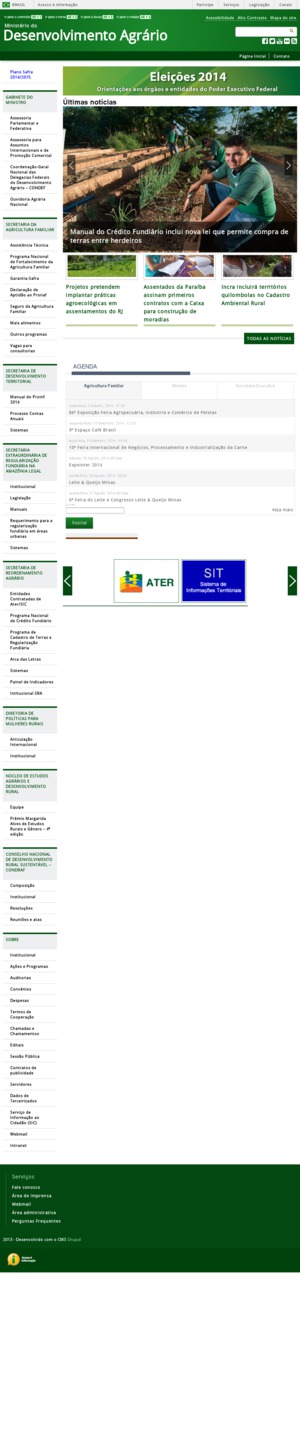 BRASIL
Acesso à informação
Participe
Serviços
Legislação
Canais
Ir para o conteúdo
Ir para o menu
Ir para a busca
Ir para o rodapé
Acessibilidade
Alto Contraste
Mapa do site
Ministério do
Desenvolvimento Agrário
Página Inicial
Contato
Plano Safra
2014/2015
GABINETE DO
MINISTRO
Assessoria
Parlamentar e
Federativa
Assessoria para
Assuntos
Internacionais e de
Promoção Comercial
Coordenação-Geral
Nacional das
Delegacias Federais
do Desenvolvimento
Agrário – CONDEF
Ouvidoria Agrária
Nacional
SECRETARIA DA
AGRICULTURA FAMILIAR
Assistência Técnica
Programa Nacional
de Fortalecimento da
Agricultura Familiar
Garantia-Safra
Declaração de
Aptidão ao Pronaf
Seguro da Agricultura
Familiar
Mais alimentos
Outros programas
Vagas para
consultorias
SECRETARIA DE
DESENVOLVIMENTO
TERRITORIAL
Manual do Proinf
2014
Processo Contas
Anuais
Sistemas
SECRETARIA
EXTRAORDINÁRIA DE
REGULARIZAÇÃO
FUNDIÁRIA NA
AMAZÔNIA LEGAL
Institucional
Legislação
Manuais
Requerimento para a
regularização
fundiária em áreas
urbanas
Sistemas
SECRETARIA DE
REORDENAMENTO
AGRÁRIO
Entidades
Contratadas de
Ater/SIC
Programa Nacional
de Crédito Fundiário
Programa de
Cadastro de Terras e
Regularização
Fundiária
Arca das Letras
Sistemas
Painel de Indicadores
Intitucional SRA
DIRETORIA DE
POLÍTICAS PARA
MULHERES RURAIS
Articulação
Internacional
Institucional
NÚCLEO DE ESTUDOS
AGRÁRIOS E
DESENVOLVIMENTO
RURAL
Equipe
Prêmio Margarida
Alves de Estudos
Rurais e Gênero – 4ª
edição
CONSELHO NACIONAL
DE DESENVOLVIMENTO
RURAL SUSTENTÁVEL –
CONDRAF
Composição
Institucional
Resoluções
Reuniões e atas
SOBRE
Institucional
Ações e Programas
Auditorias
Convênios
Despesas
Termos de
Cooperação
Chamadas e
Chamamentos
Editais
Sessão Pública
Contratos de
publicidade
Servidores
Dados de
Terceirizados
Serviço de
Informação ao
Cidadão (SIC)
Webmail
Intranet
Eleições 2014
Orientações aos órgãos e entidades do Poder Executivo Federal
Últimas notícias
Manual do Crédito Fundiário inclui nova lei que permite compra de
terras entre herdeiros
Projetos pretendem
implantar práticas
agroecológicas em
assentamentos do RJ
Assentados da Paraíba
assinam primeiros
contratos com a Caixa
para construção de
moradias
Incra incluirá territórios
quilombolas no Cadastro
Ambiental Rural
TODAS AS NOTÍCIAS
AGENDA
Agricultura Familiar
Ministro
Secretaria Executiva
86ª Exposição Feira Agropecuária, Indústria e Comércio de Pelotas
9ª Espaço Café Brasil
13ª Feira Internacional de Negócios, Processamento e Industrialização da Carne
Expointer 2014
Leite & Queijo Minas
8ª Feira do Leite e Congresso Leite & Queijo Minas
Veja mais
Assinar
ATER
SIT
Sistema de
Informações Territoriais
Serviços
Fale conosco
Área de Imprensa
Webmail
Área administrativa
Perguntas Frequentes
2013 - Desenvolvido com o CMS Drupal
Acesso à
Informação